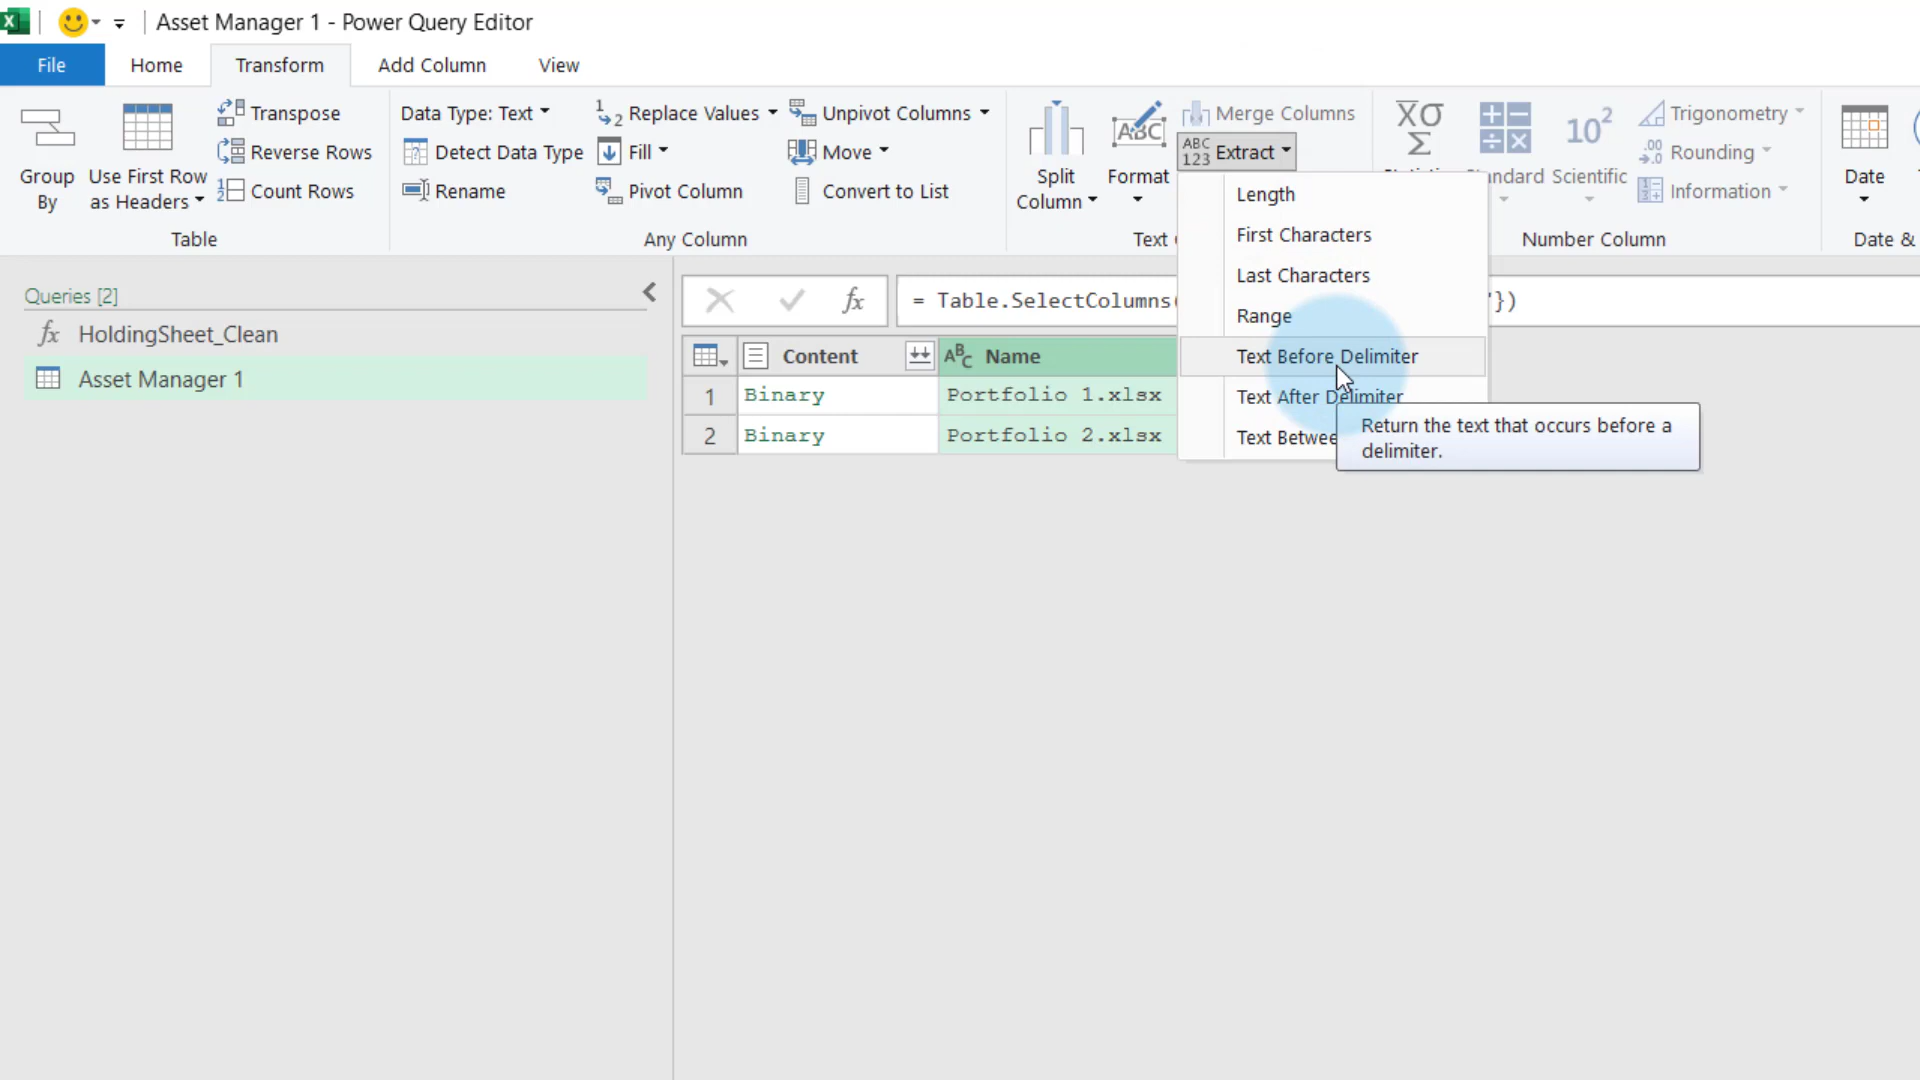 Asset Manager 1 - Power Query Editor
File Home Transform Add Column View
Group By
Use First Row as Headers
Transpose
Reverse Rows
Count Rows
Table
Data Type: Text
Detect Data Type
Rename
Replace Values
Fill
Pivot Column
Unpivot Columns
Move
Convert to List
Any Column
Split Column
Format
Merge Columns
Extract
Text
Standard
Scientific
Trigonometry
Rounding
Information
Number Column
Date
Date &
Length
First Characters
Last Characters
Range
Text Before Delimiter
Text After Delimiter
Text
Return the text that occurs before a
delimiter.
Queries [2]
HoldingSheet_Clean
Asset Manager 1
= Table.SelectColumns( "})
Content Name
1 Binary Portfolio 1.xlsx
2 Binary Portfolio 2.xlsx